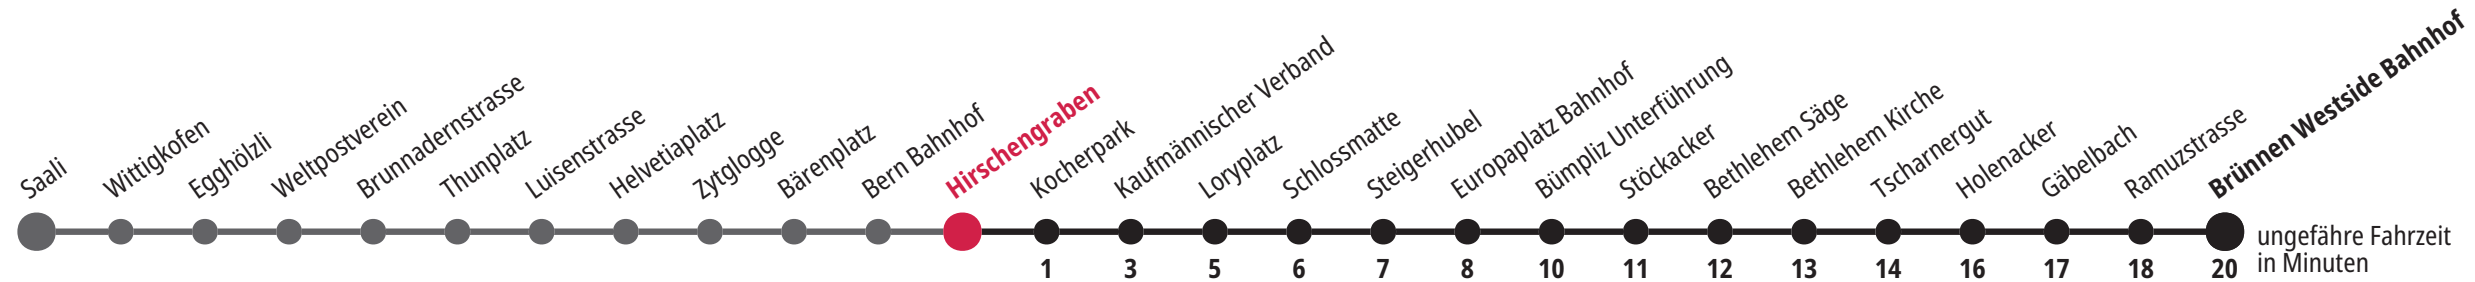 Saali
Wittigkofen
Egghölzli
Weltpostverein
Brunnadernstrasse
Thunplatz
Luisenstrasse
Helvetiaplatz
Zytglogge
Bärenplatz
Bern Bahnhof
Hirschengraben
Kocherpark
Kaufmännischer Verband
Loryplatz
Schlossmatte
Steigerhubel
Europaplatz Bahnhof
Bümpliz Unterführung
Stöckacker
Bethlehem Säge
Bethlehem Kirche
Tscharnergut
Holenacker
Gäbelbach
Ramuzstrasse
Brünnen Westside Bahnhof
1 3 5 6 7 8 10 11 12 13 14 16 17 18 20
ungefähre Fahrzeit
in Minuten